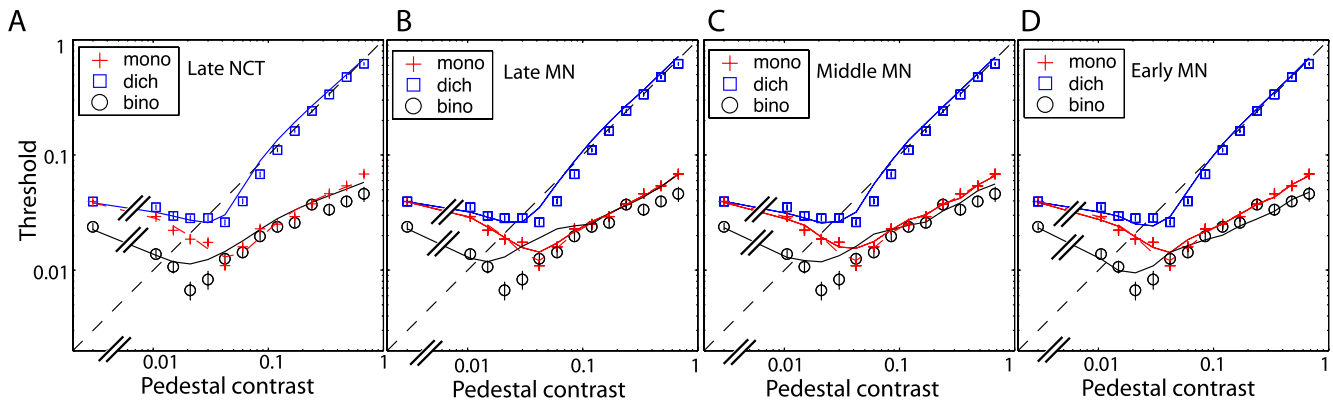 A
B
C
D
mono
dich
bino
Late NCT
mono
dich
bino
Late MN
mono
dich
bino
Middle MN
mono
dich
bino
Early MN
Threshold
1
0.1
0.01
0.01
0.1
1
0.01
0.1
1
0.01
0.1
1
0.01
0.1
1
Pedestal contrast
Pedestal contrast
Pedestal contrast
Pedestal contrast